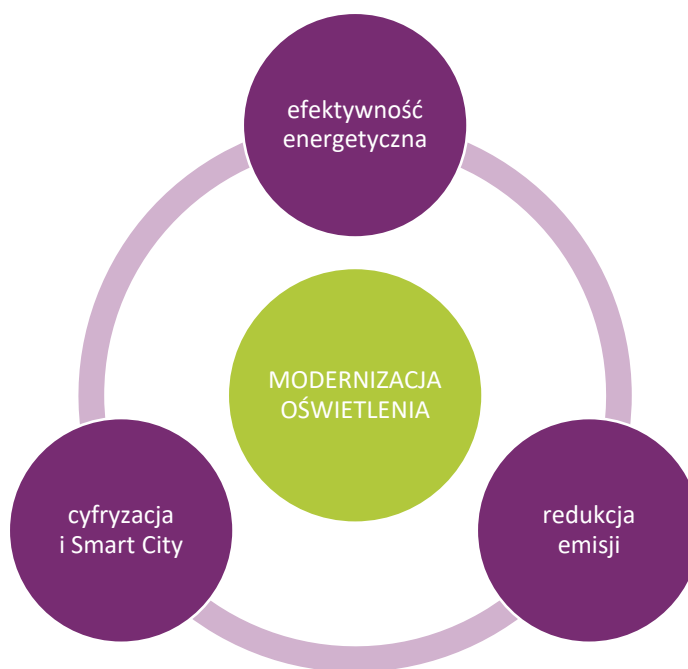 efektywność
energetyczna
MODERNIZACJA
OŚWIETLENIA
cyfryzacja
i Smart City
redukcja
emisji